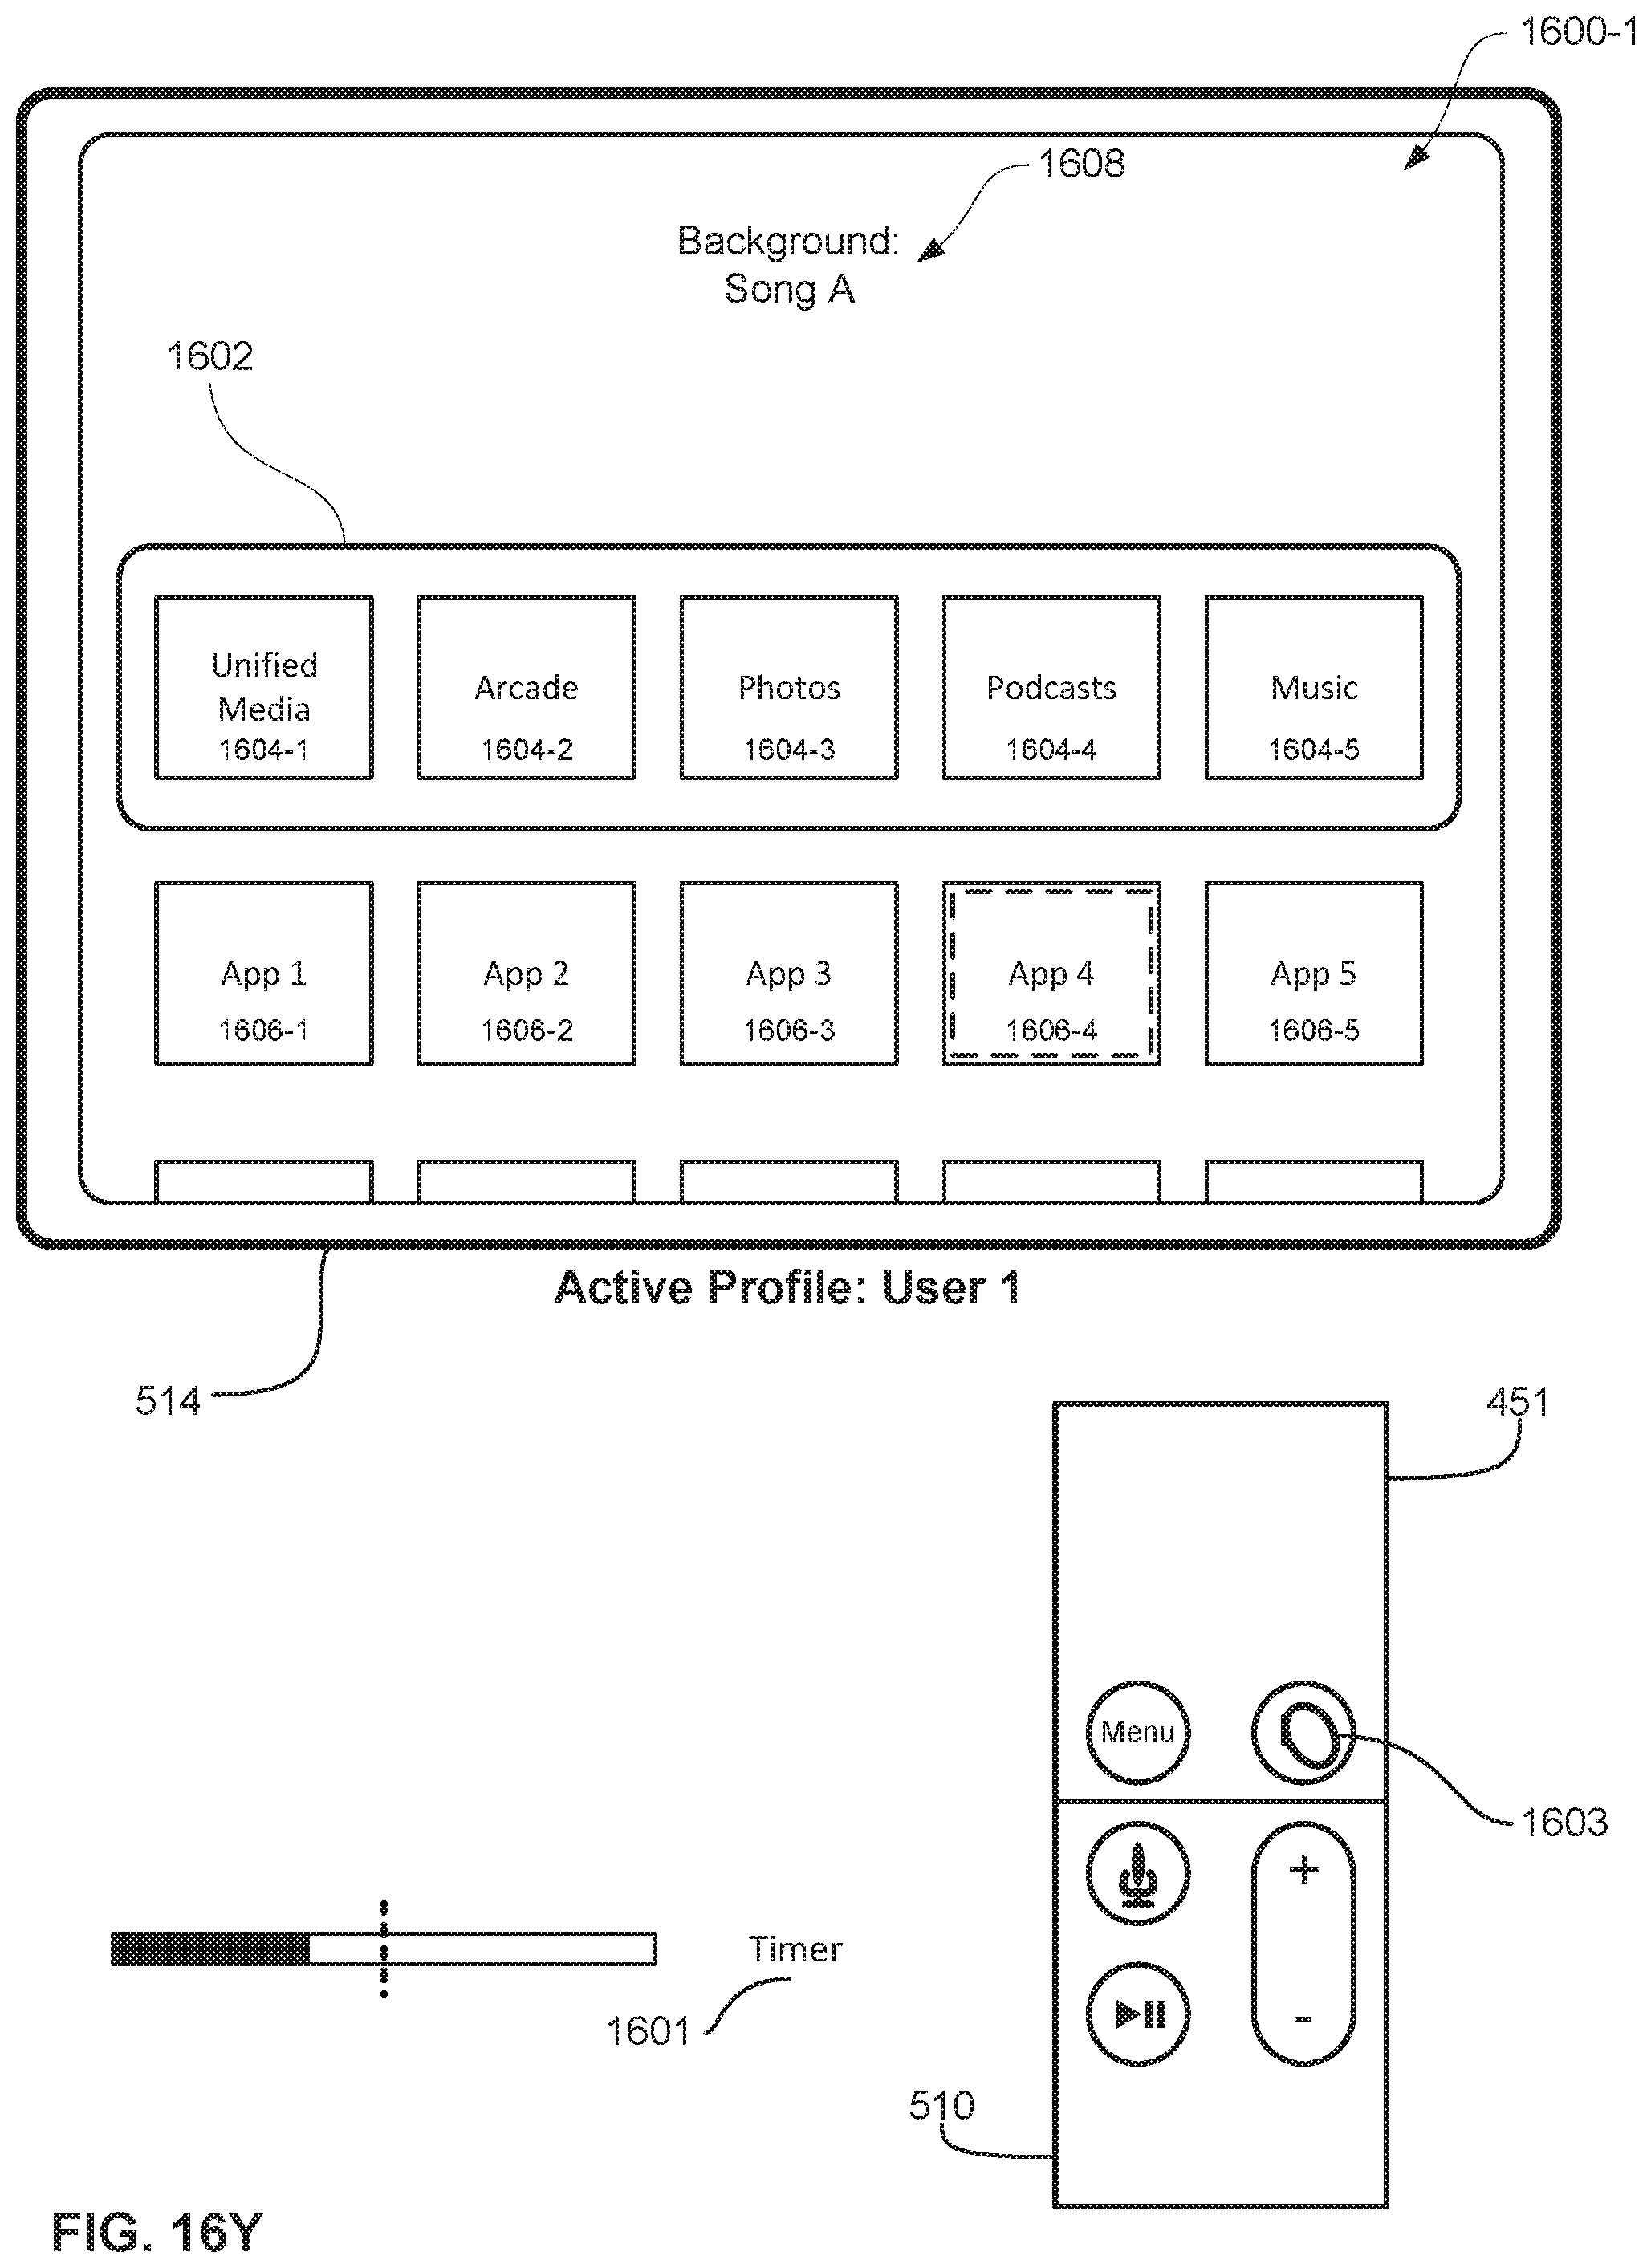 1600-1
1608
Background:
Song A
1602
Unified
Media
1604-1
Arcade
1604-2
Photos
1604-3
Podcasts
1604-4
Music
1604-5
App 1
1606-1
App 2
1606-2
App 3
1606-3
App 4
1606-4
App 5
1606-5
Active Profile: User 1
514
451
Menu
1603
+
-
Timer
1601
510
FIG. 16Y